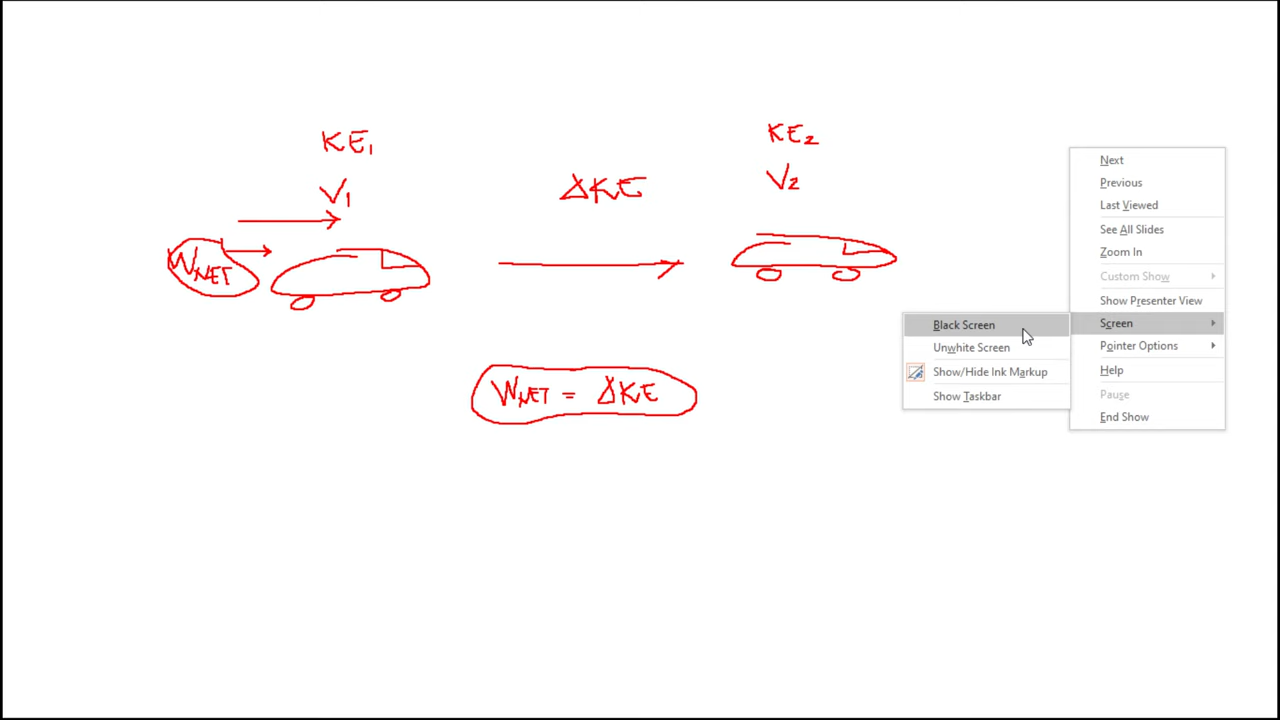 KE1
V1
WNET
ΔKE
KE2
V2
WNET = ΔKE
Next
Previous
Last Viewed
See All Slides
Zoom In
Custom Show
Show Presenter View
Screen
Pointer Options
Help
Pause
End Show
Black Screen
Unwhite Screen
Show/Hide Ink Markup
Show Taskbar